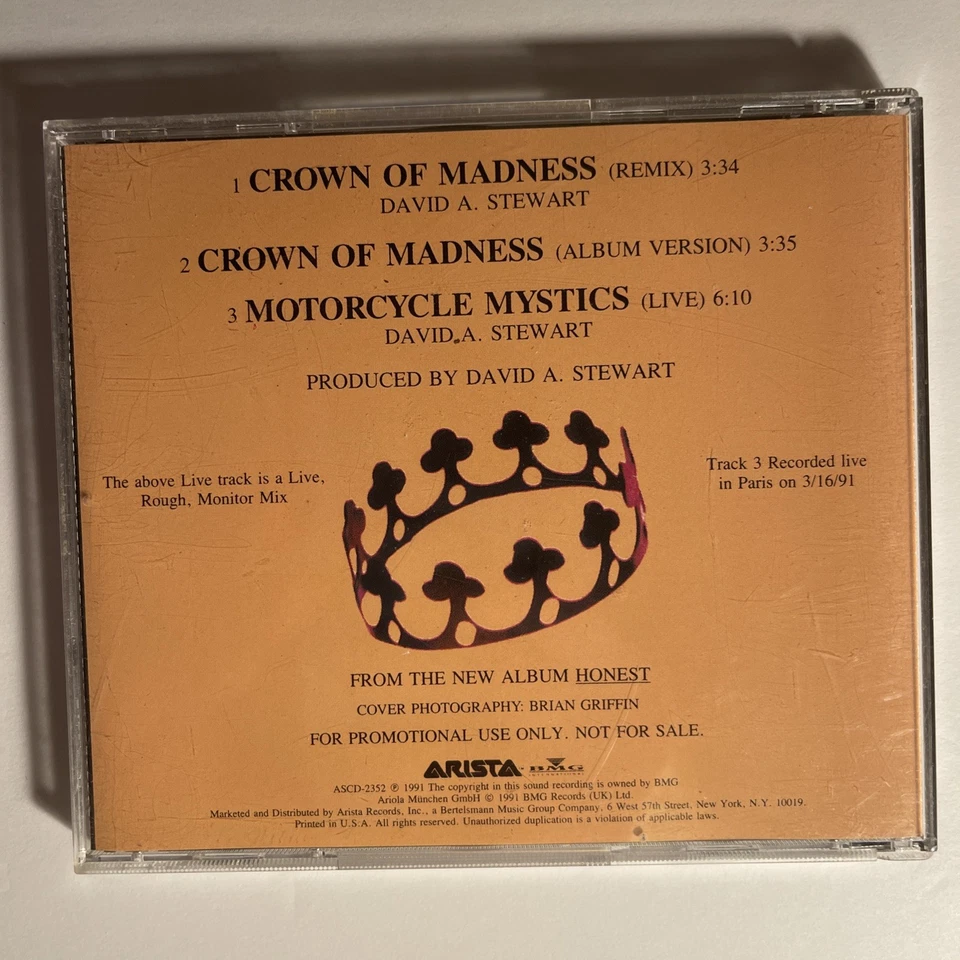 1 CROWN OF MADNESS (REMIX) 3:34
DAVID A. STEWART
2 CROWN OF MADNESS (ALBUM VERSION) 3:35
3 MOTORCYCLE MYSTICS (LIVE) 6:10
DAVID A. STEWART
PRODUCED BY DAVID A. STEWART
The above Live track is a Live,
Rough, Monitor Mix
Track 3 Recorded live
in Paris on 3/16/91
FROM THE NEW ALBUM HONEST
COVER PHOTOGRAPHY: BRIAN GRIFFIN
FOR PROMOTIONAL USE ONLY. NOT FOR SALE.
ARISTA BMG
INTERNATIONAL
ASCD-2352 ℗ 1991 The copyright in this sound recording is owned by BMG
Ariola München GmbH © 1991 BMG Records (UK) Ltd.
Marketed and Distributed by Arista Records, Inc., a Bertelsmann Music Group Company, 6 West 57th Street, New York, N.Y. 10019.
Printed in U.S.A. All rights reserved. Unauthorized duplication is a violation of applicable laws.